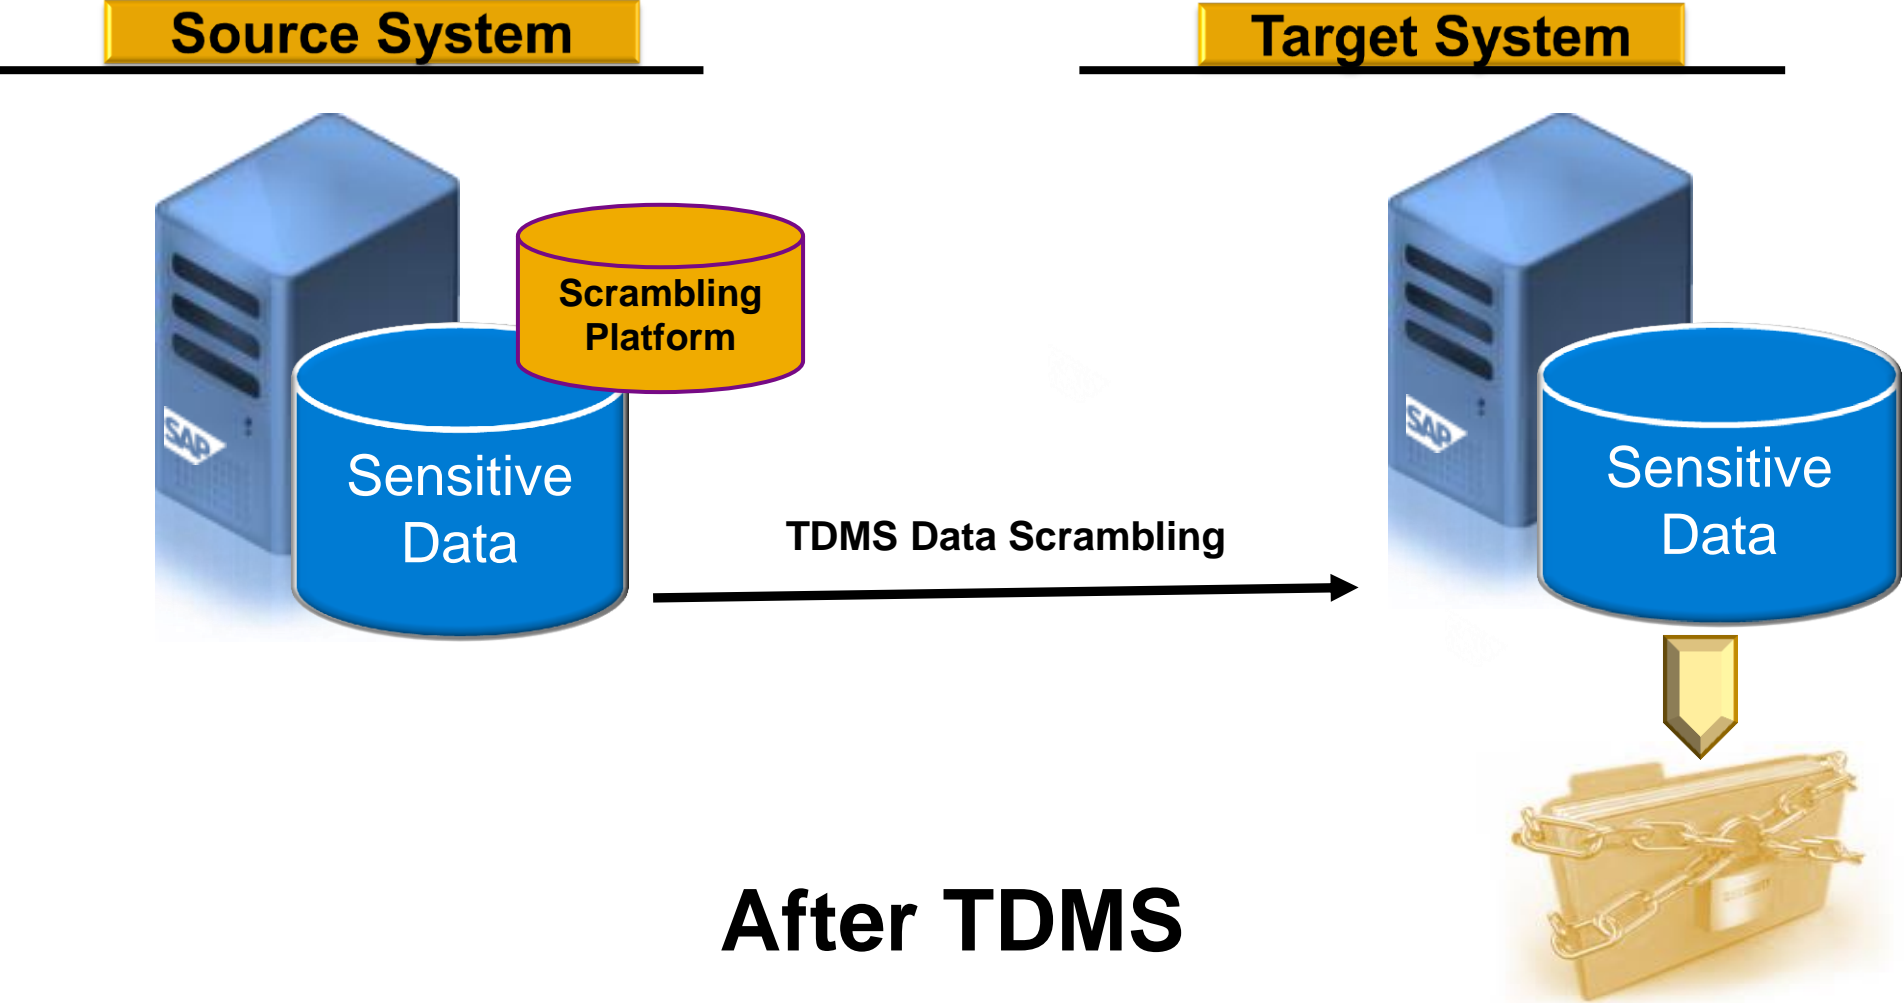 Source System
Target System
Scrambling
Platform
SAP
Sensitive
Data
TDMS Data Scrambling
SAP
Sensitive
Data
After TDMS